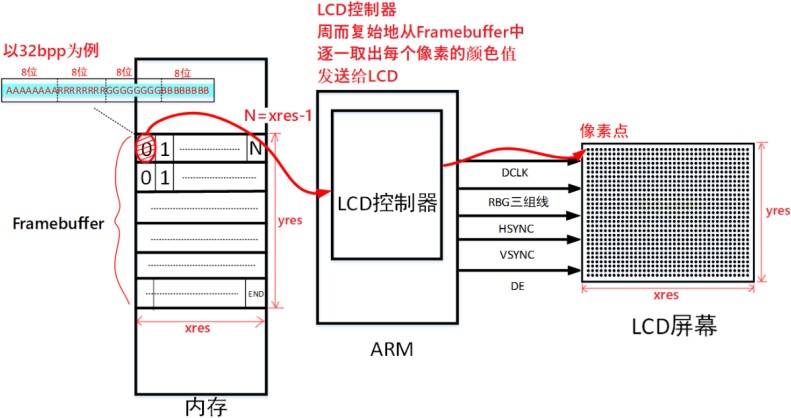 LCD控制器
周而复始地从Framebuffer中
逐一取出每个像素的颜色值
发送给LCD
以32bpp为例
8位 8位 8位 8位
AAAAAAAARRRRRRRRGGGGGGGGBBBBBBBB
N=xres-1
0 1 N
0 1
Framebuffer
yres
END
xres
内存
LCD控制器
ARM
DCLK
RBG三组线
HSYNC
VSYNC
DE
像素点
yres
xres
LCD屏幕